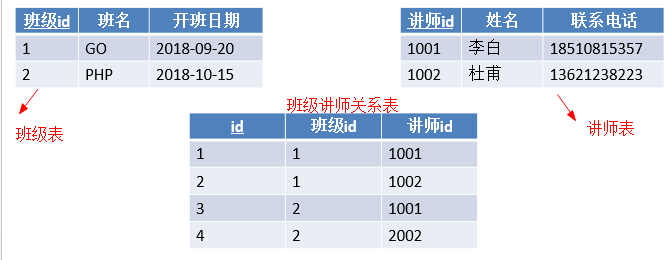 班级id 班名 开班日期
1 GO 2018-09-20
2 PHP 2018-10-15
班级表
讲师id 姓名 联系电话
1001 李白 18510815357
1002 杜甫 13621238223
讲师表
班级讲师关系表
id 班级id 讲师id
1 1 1001
2 1 1002
3 2 1001
4 2 2002